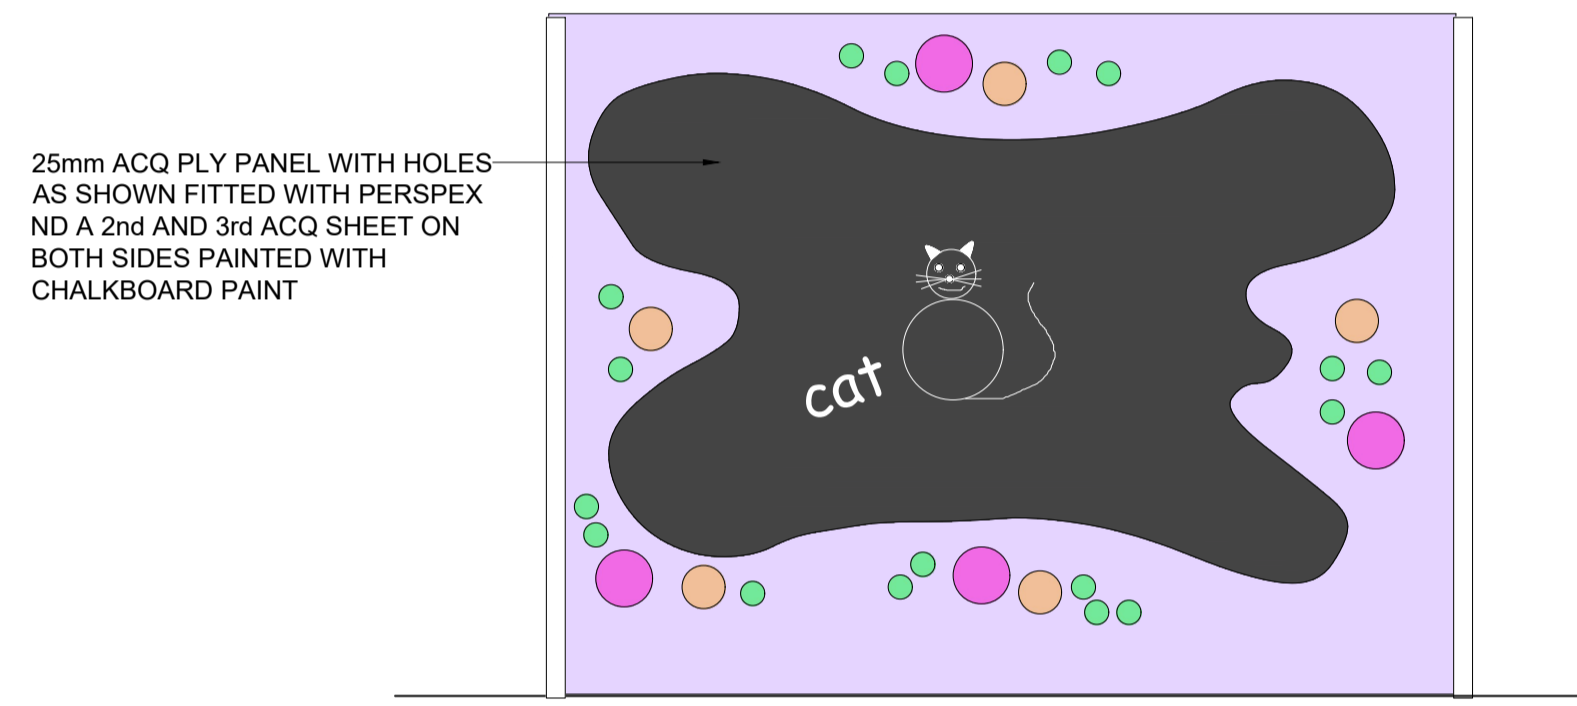 25mm ACQ PLY PANEL WITH HOLES
AS SHOWN FITTED WITH PERSPEX
ND A 2nd AND 3rd ACQ SHEET ON
BOTH SIDES PAINTED WITH
CHALKBOARD PAINT
cat